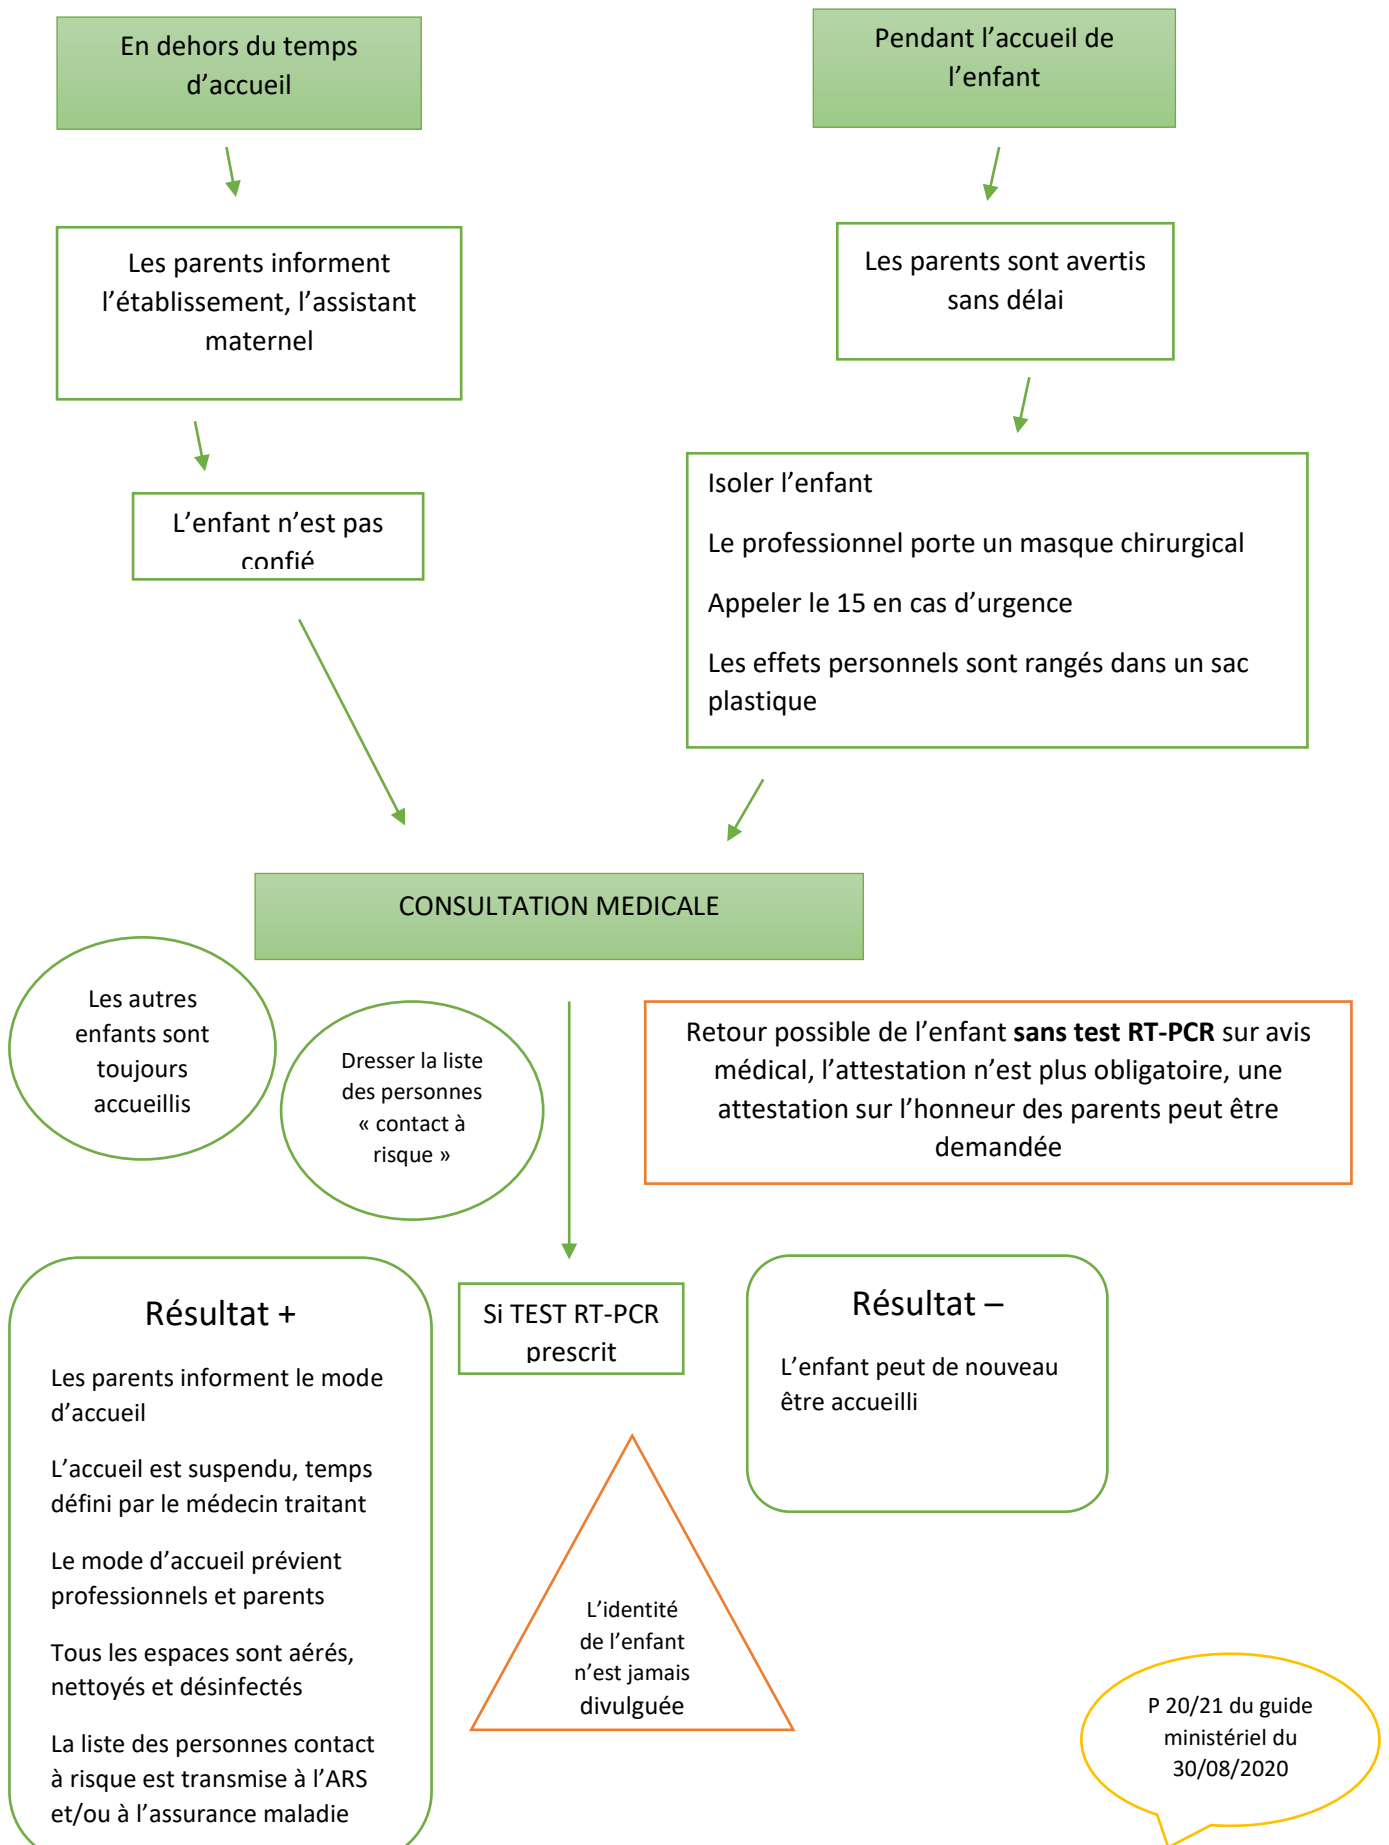 En dehors du temps
d’accueil
Pendant l’accueil de
l’enfant
Les parents informent
l’établissement, l’assistant
maternel
Les parents sont avertis
sans délai
L’enfant n’est pas
confié
Isoler l’enfant
Le professionnel porte un masque chirurgical
Appeler le 15 en cas d’urgence
Les effets personnels sont rangés dans un sac
plastique
CONSULTATION MEDICALE
Les autres
enfants sont
toujours
accueillis
Dresser la liste
des personnes
« contact à
risque »
Retour possible de l’enfant sans test RT-PCR sur avis
médical, l’attestation n’est plus obligatoire, une
attestation sur l’honneur des parents peut être
demandée
Résultat +
Les parents informent le mode
d’accueil
L’accueil est suspendu, temps
défini par le médecin traitant
Le mode d’accueil prévient
professionnels et parents
Tous les espaces sont aérés,
nettoyés et désinfectés
La liste des personnes contact
à risque est transmise à l’ARS
et/ou à l’assurance maladie
Si TEST RT-PCR
prescrit
Résultat –
L’enfant peut de nouveau
être accueilli
L’identité
de l’enfant
n’est jamais
divulguée
P 20/21 du guide
ministériel du
30/08/2020